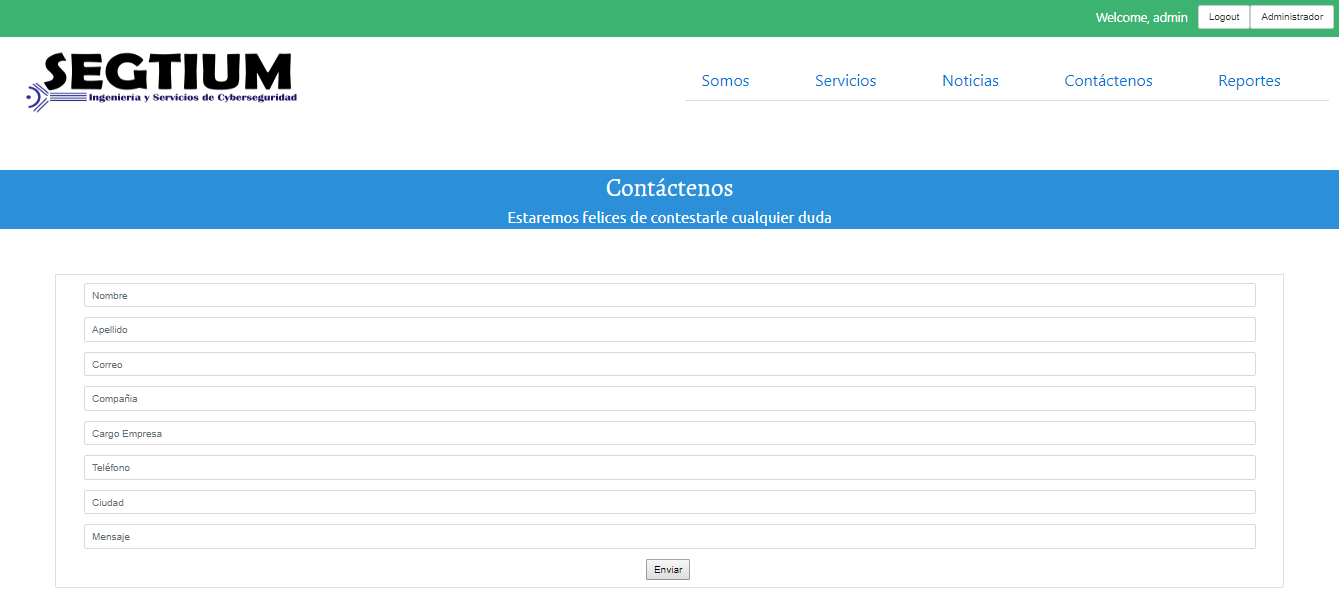 Welcome, admin Logout Administrador
SEGTIUM
Ingeniería y Servicios de Cyberseguridad
Somos Servicios Noticias Contáctenos Reportes
Contáctenos
Estaremos felices de contestarle cualquier duda
Nombre
Apellido
Correo
Compañia
Cargo Empresa
Teléfono
Ciudad
Mensaje
Enviar